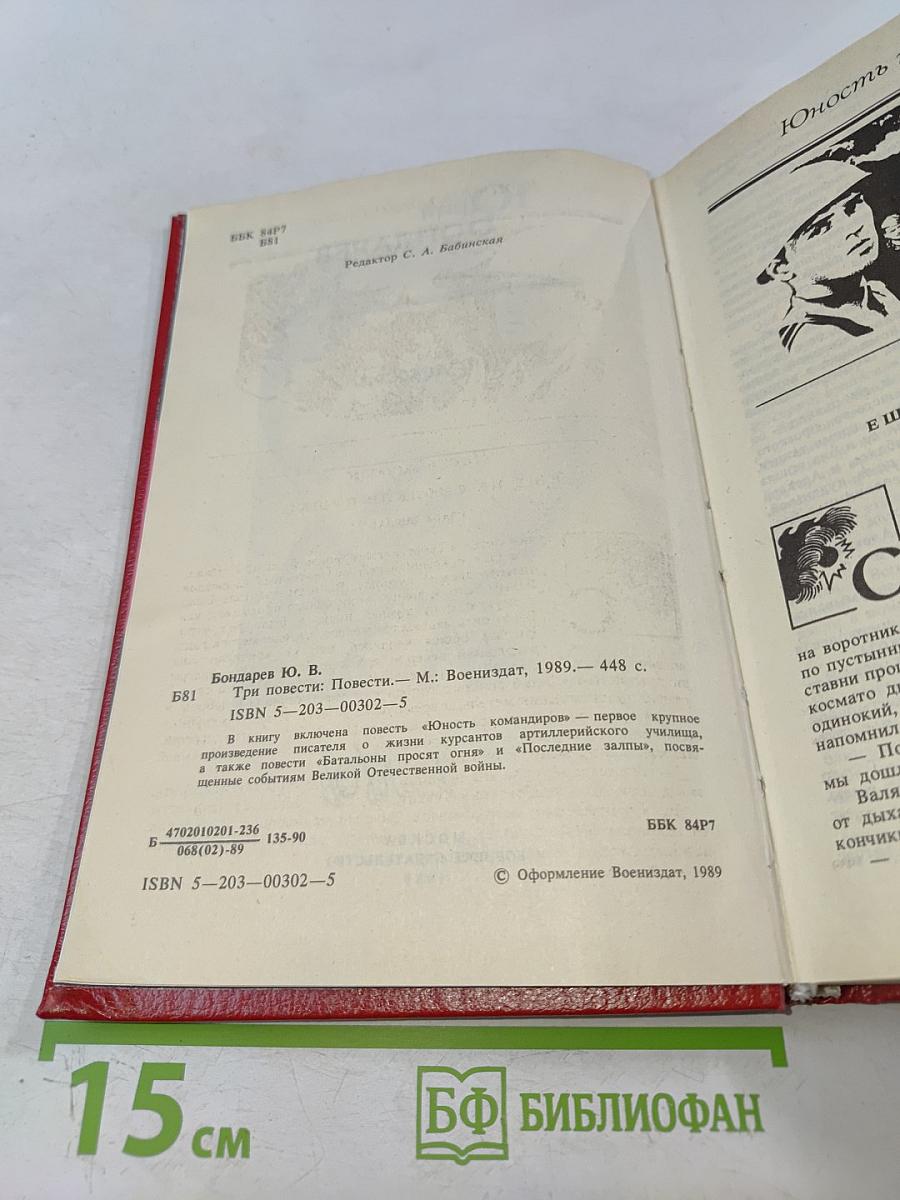 ББК 84Р7
Б81
Редактор С. А. Бабинская
Бондарев Ю. В.
Б81 Три повести: Повести.— М.: Воениздат, 1989.— 448 с.
ISBN 5—203—00302—5
В книгу включена повесть «Юность командиров» — первое крупное
произведение писателя о жизни курсантов артиллерийского училища,
а также повести «Батальоны просят огня» и «Последние залпы», посвя-
щенные событиям Великой Отечественной войны.
Б 4702010201-236 135-90
068(02)-89
ББК 84Р7
ISBN 5—203—00302—5
© Оформление Воениздат, 1989
Юность
С
на воротник
по пустынн
ставни про
космато д
одинокий,
напомнил
— По
мы дошл
Валя
от дыха
кончик
—
15 см
БФ БИБЛИОФАН